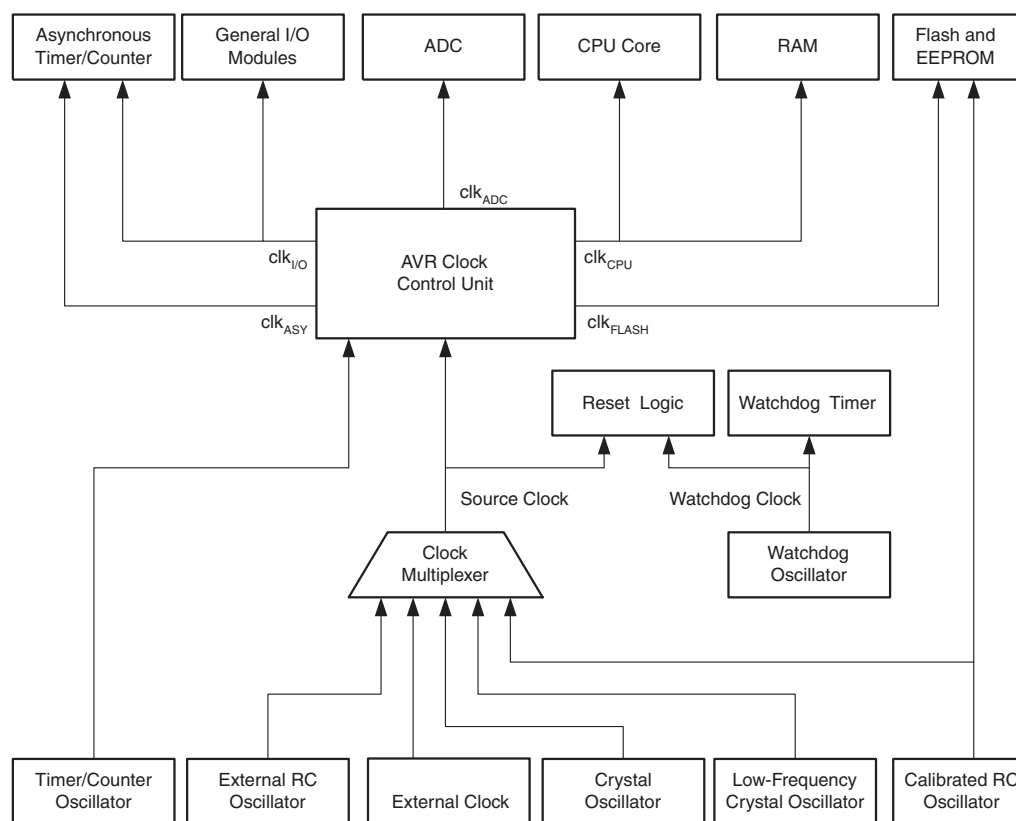 Asynchronous
Timer/Counter
General I/O
Modules
ADC
CPU Core
RAM
Flash and
EEPROM
clkADC
clkI/O
AVR Clock
Control Unit
clkCPU
clkASY
clkFLASH
Reset Logic
Watchdog Timer
Source Clock
Watchdog Clock
Clock
Multiplexer
Watchdog
Oscillator
Timer/Counter
Oscillator
External RC
Oscillator
External Clock
Crystal
Oscillator
Low-Frequency
Crystal Oscillator
Calibrated RC
Oscillator